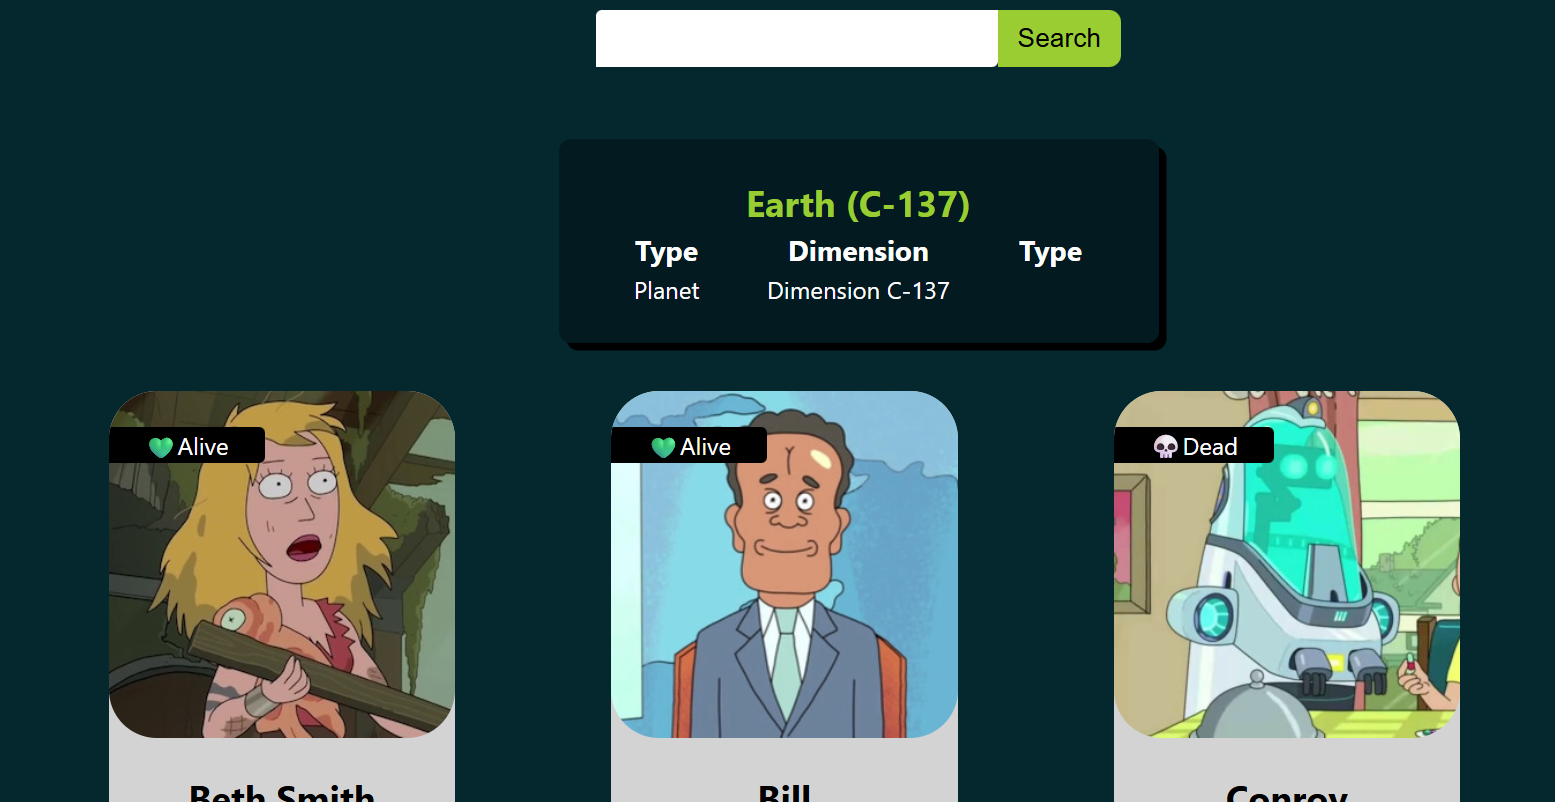 Search
Earth (C-137)
Type Dimension Type
Planet Dimension C-137
💚Alive
💚Alive
💀Dead
Beth Smith
Bill
Conroy